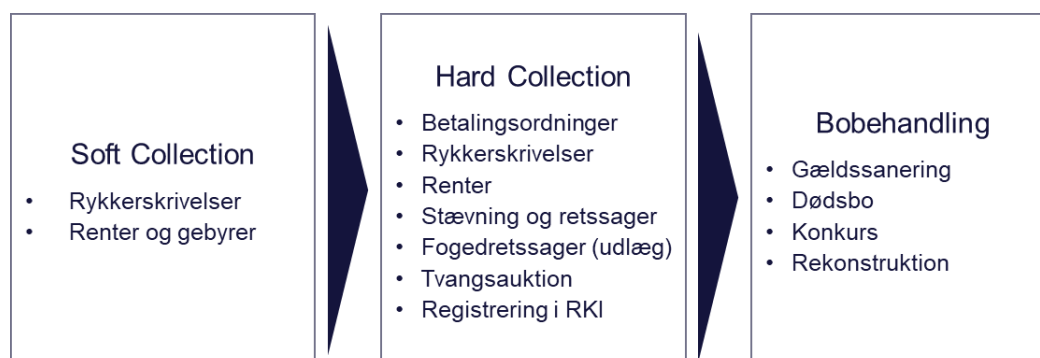 Soft Collection
• Rykkerskrivelser
• Renter og gebyrer
Hard Collection
• Betalingsordninger
• Rykkerskrivelser
• Renter
• Stævning og retssager
• Fogedretssager (udlæg)
• Tvangsauktion
• Registrering i RKI
Bobehandling
• Gældssanering
• Dødsbo
• Konkurs
• Rekonstruktion